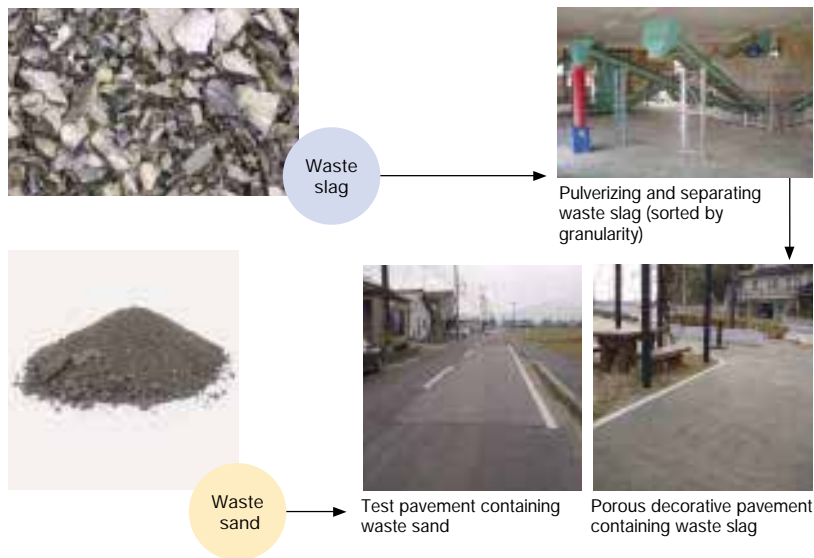 Waste
slag
Pulverizing and separating
waste slag (sorted by
granularity)
Waste
sand
Test pavement containing
waste sand
Porous decorative pavement
containing waste slag